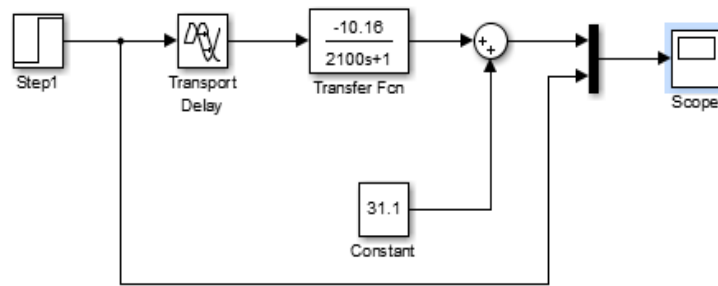 -10.16
2100s+1
+
+
Step1
Transport
Delay
Transfer Fcn
Scope
31.1
Constant